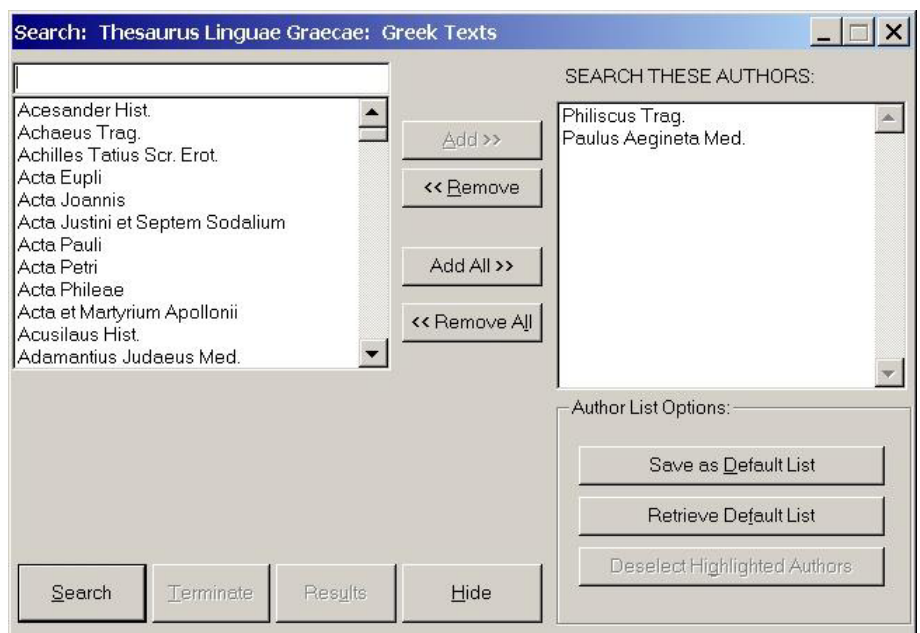 Search: Thesaurus Linguae Graecae: Greek Texts
Acesander Hist.
Achaeus Trag.
Achilles Tatius Scr. Erot.
Acta Eupli
Acta Joannis
Acta Justini et Septem Sodalium
Acta Pauli
Acta Petri
Acta Phileae
Acta et Martyrium Apollonii
Acusilaus Hist.
Adamantius Judaeus Med.
Add >>
<< Remove
Add All >>
<< Remove All
SEARCH THESE AUTHORS:
Philiscus Trag.
Paulus Aegineta Med.
Author List Options:
Save as Default List
Retrieve Default List
Deselect Highlighted Authors
Search
Terminate
Results
Hide